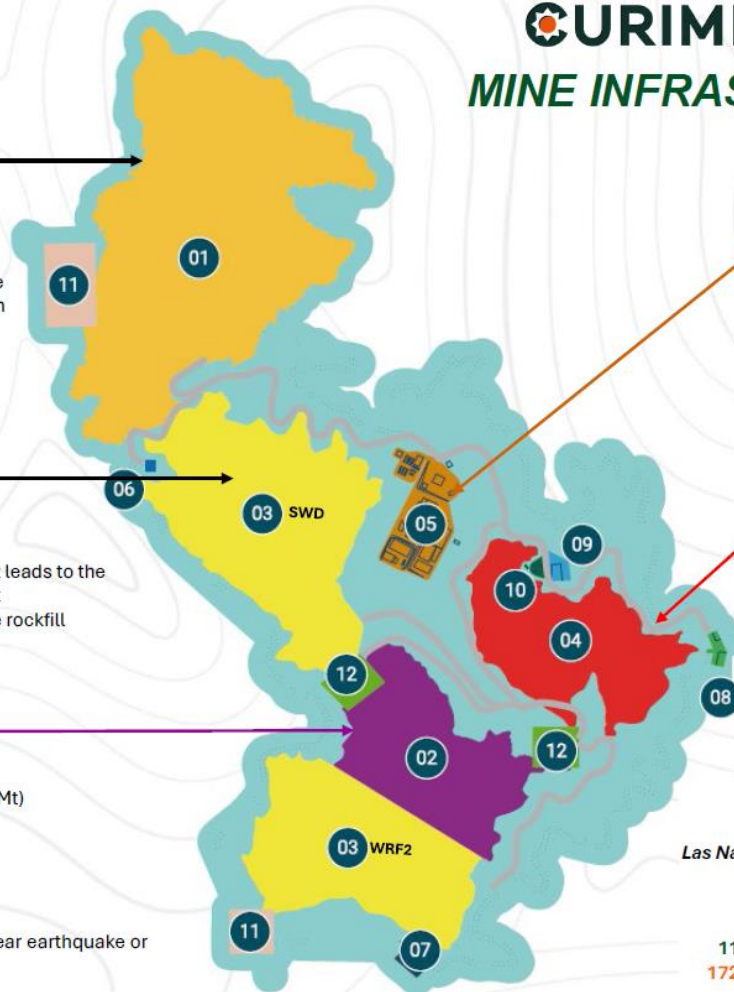 CURIM
MINE INFRAS
01
11
e
n
06
03 SWD
05
09
10
04
t leads to the
t
e rockfill
12
08
02
12
Mt)
03 WRF2
Las Na
11
07
ear earthquake or
11
172